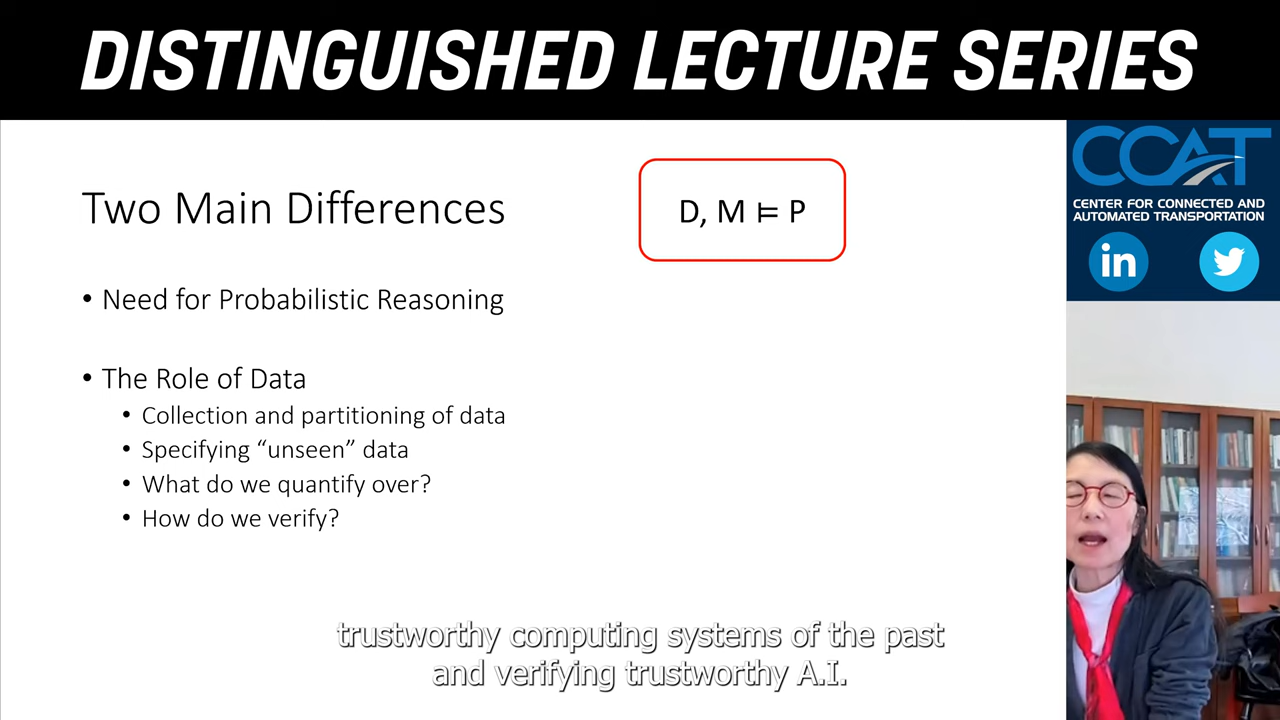 DISTINGUISHED LECTURE SERIES
Two Main Differences
D, M ⊨ P
• Need for Probabilistic Reasoning
• The Role of Data
• Collection and partitioning of data
• Specifying “unseen” data
• What do we quantify over?
• How do we verify?
trustworthy computing systems of the past
and verifying trustworthy A.I.
CCAT
CENTER FOR CONNECTED AND
AUTOMATED TRANSPORTATION
in